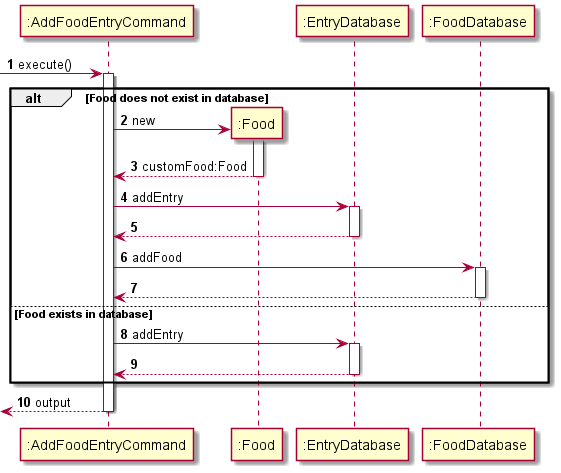 :AddFoodEntryCommand
:EntryDatabase
:FoodDatabase
1 execute()
alt [Food does not exist in database]
2 new
:Food
3 customFood:Food
4 addEntry
5
6 addFood
7
[Food exists in database]
8 addEntry
9
10 output
:AddFoodEntryCommand
:Food
:EntryDatabase
:FoodDatabase